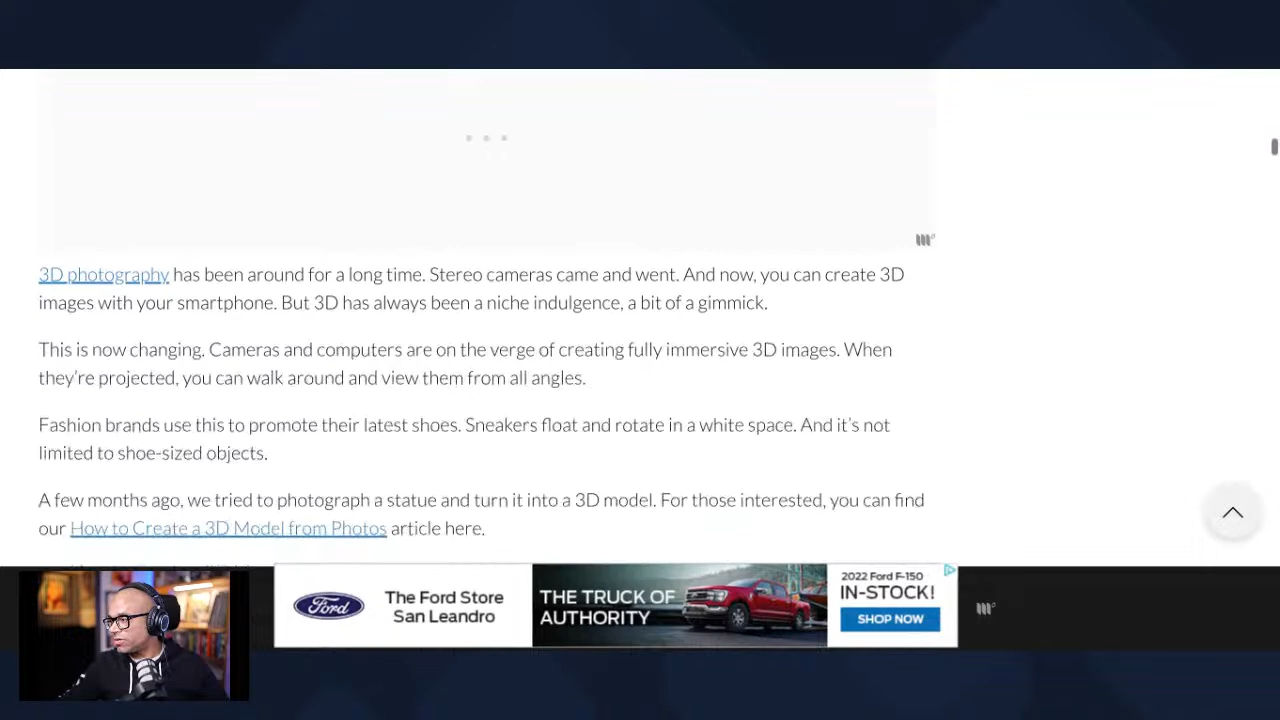 3D photography has been around for a long time. Stereo cameras came and went. And now, you can create 3D
images with your smartphone. But 3D has always been a niche indulgence, a bit of a gimmick.
This is now changing. Cameras and computers are on the verge of creating fully immersive 3D images. When
they're projected, you can walk around and view them from all angles.
Fashion brands use this to promote their latest shoes. Sneakers float and rotate in a white space. And it's not
limited to shoe-sized objects.
A few months ago, we tried to photograph a statue and turn it into a 3D model. For those interested, you can find
our How to Create a 3D Model from Photos article here.
Ford
The Ford Store
San Leandro
THE TRUCK OF
AUTHORITY
2022 Ford F-150
IN-STOCK!
SHOP NOW